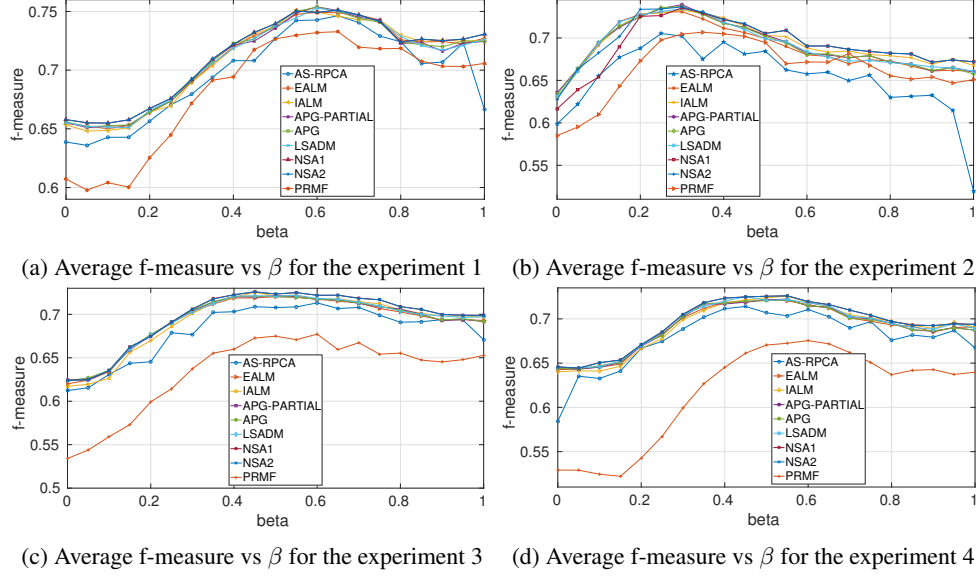 0.75
0.7
0.65
0.6
f-measure
AS-RPCA
EALM
IALM
APG-PARTIAL
APG
LSADM
NSA1
NSA2
PRMF
0 0.2 0.4 0.6 0.8 1
beta
(a) Average f-measure vs β for the experiment 1
0.7
0.65
0.6
0.55
f-measure
AS-RPCA
EALM
IALM
APG-PARTIAL
APG
LSADM
NSA1
NSA2
PRMF
0 0.2 0.4 0.6 0.8 1
beta
(b) Average f-measure vs β for the experiment 2
0.7
0.65
0.6
0.55
0.5
f-measure
AS-RPCA
EALM
IALM
APG-PARTIAL
APG
LSADM
NSA1
NSA2
PRMF
0 0.2 0.4 0.6 0.8 1
beta
(c) Average f-measure vs β for the experiment 3
0.7
0.65
0.6
0.55
f-measure
AS-RPCA
EALM
IALM
APG-PARTIAL
APG
LSADM
NSA1
NSA2
PRMF
0 0.2 0.4 0.6 0.8 1
beta
(d) Average f-measure vs β for the experiment 4